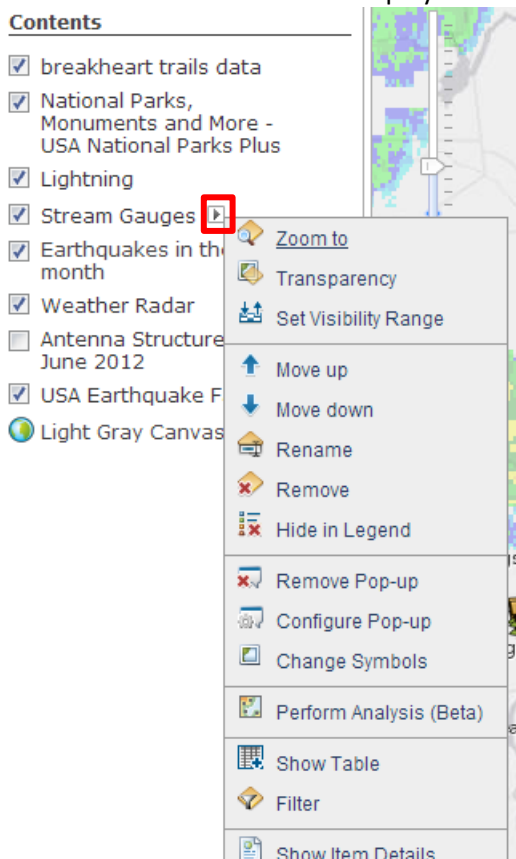 Contents
breakheart trails data
National Parks,
Monuments and More -
USA National Parks Plus
Lightning
Stream Gauges
Earthquakes in the
month
Weather Radar
Antenna Structure
June 2012
USA Earthquake F
Light Gray Canvas
Zoom to
Transparency
Set Visibility Range
Move up
Move down
Rename
Remove
Hide in Legend
Remove Pop-up
Configure Pop-up
Change Symbols
Perform Analysis (Beta)
Show Table
Filter
Show Item Details